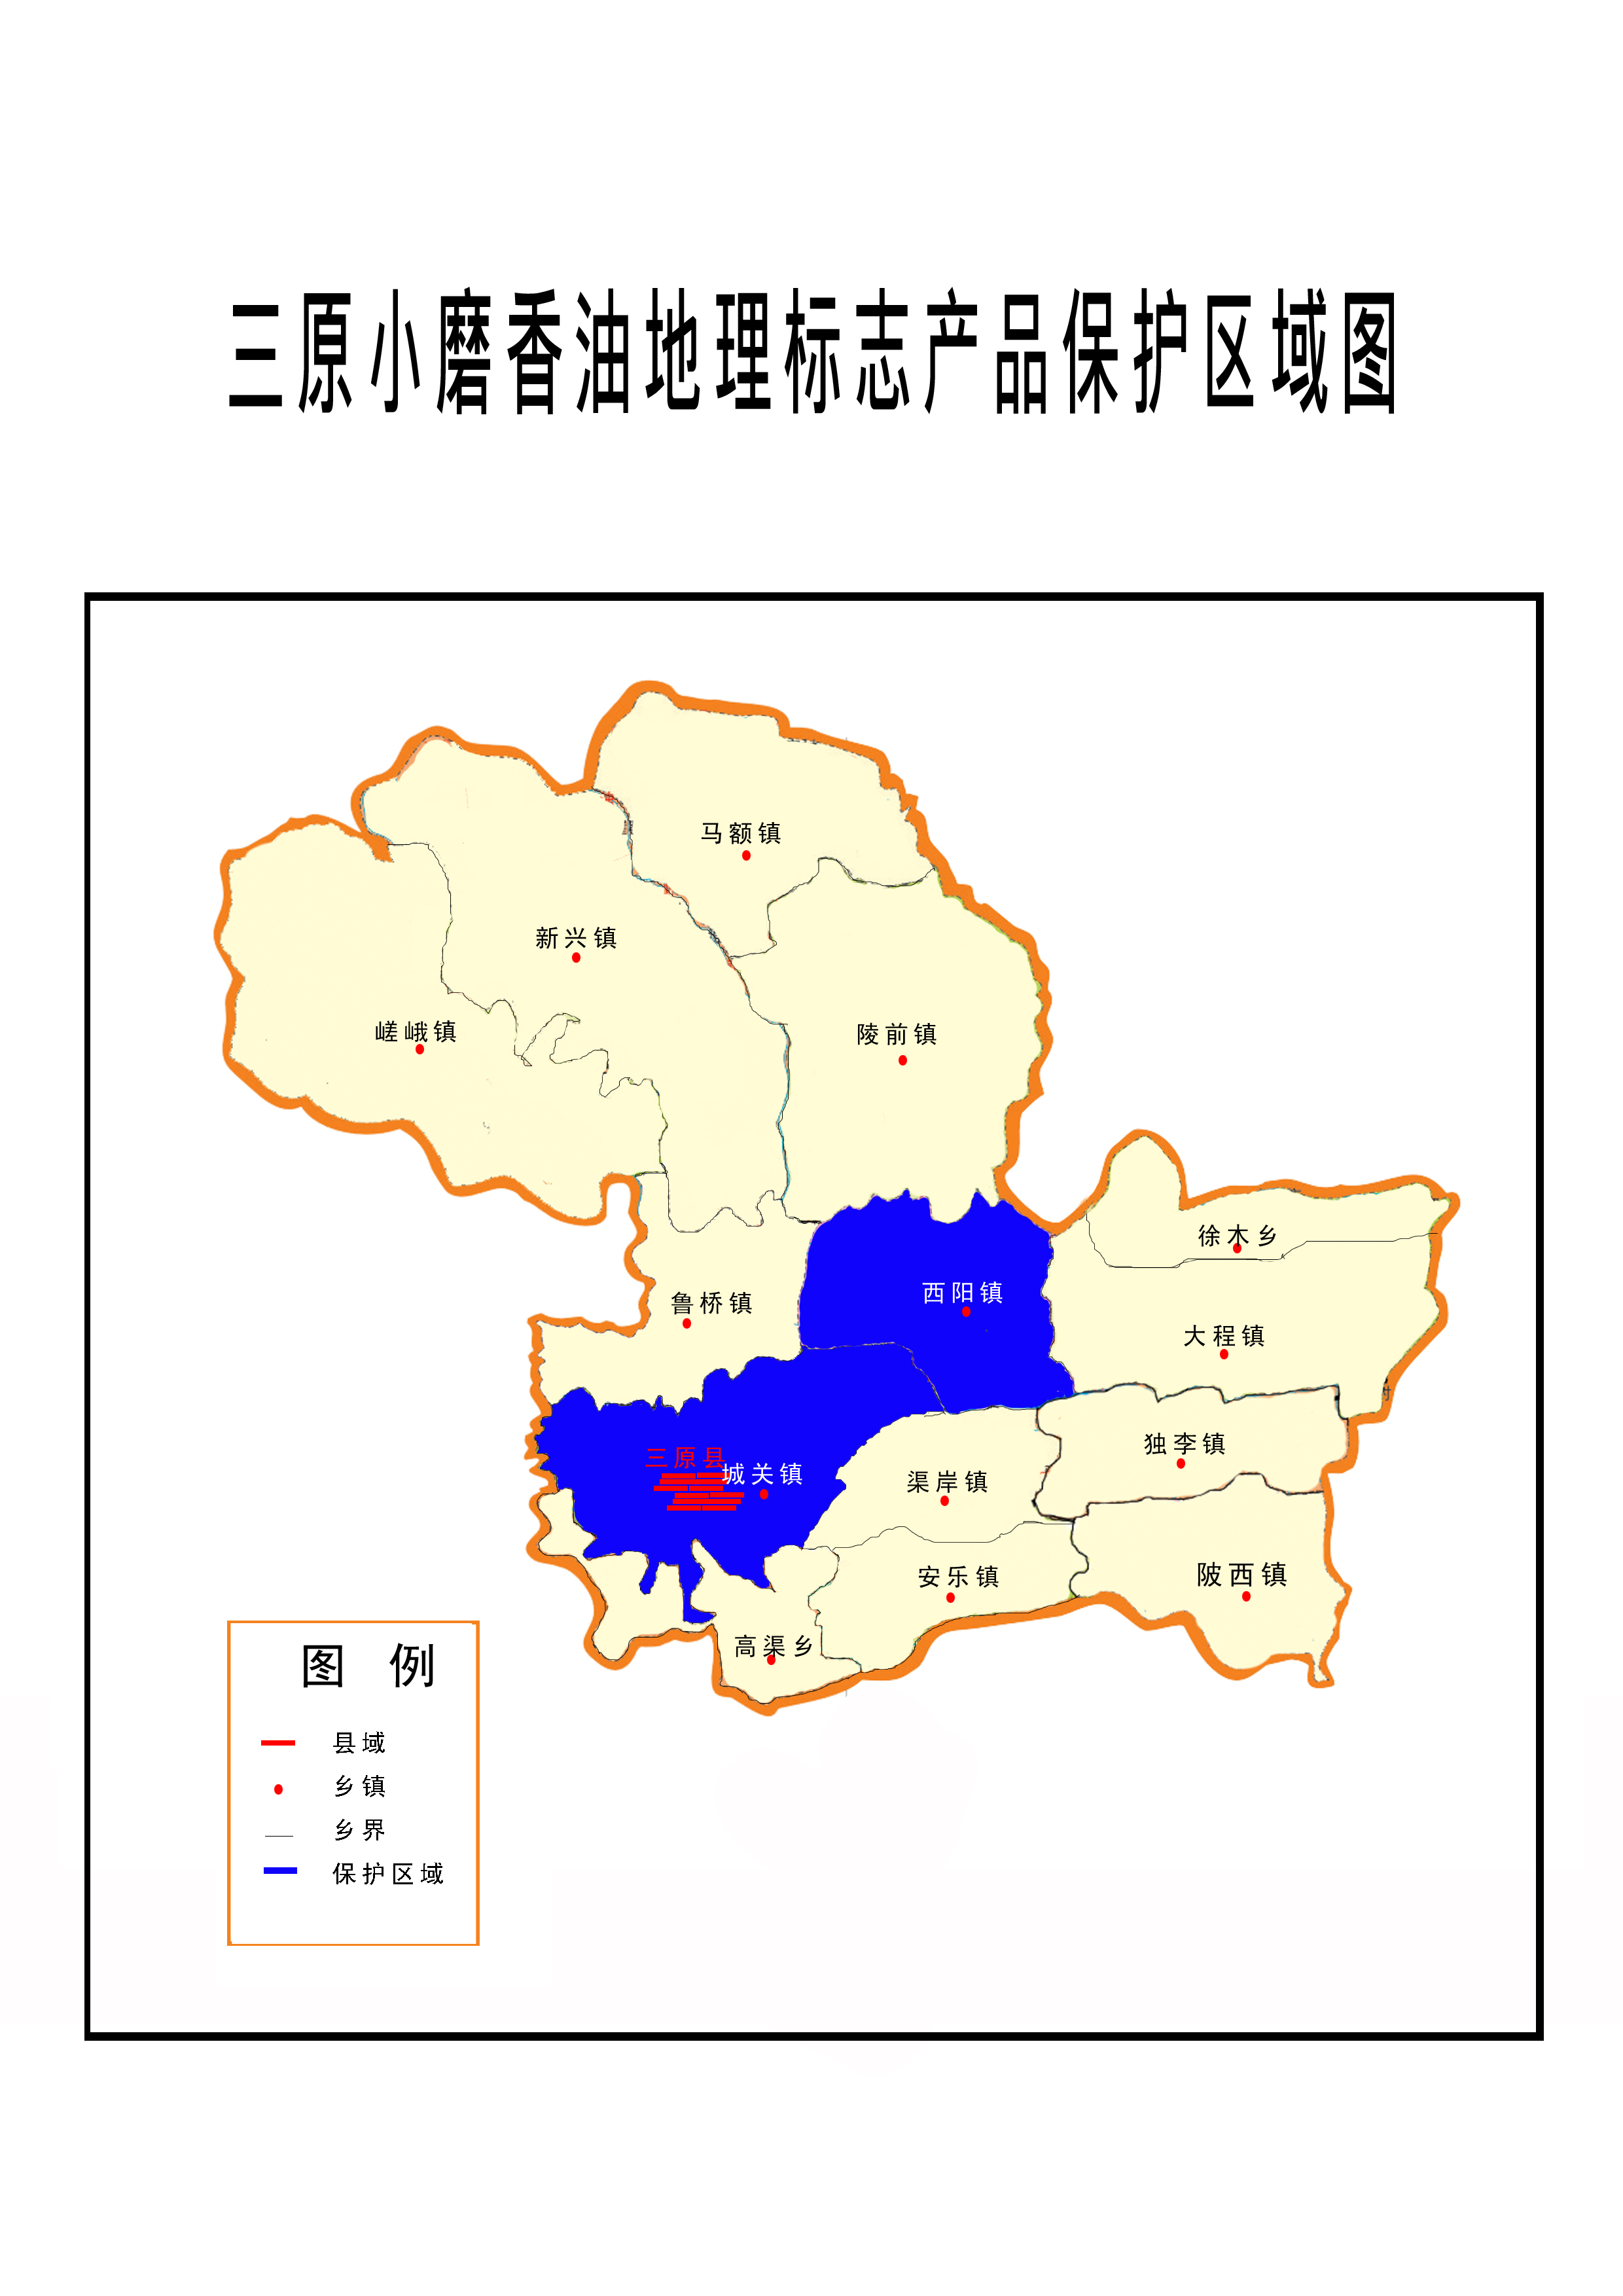 三原小磨香油地理标志产品保护区域图
马额镇
新兴镇
嵯峨镇
陵前镇
徐木乡
西阳镇
鲁桥镇
大程镇
独李镇
三原县
城关镇
渠岸镇
安乐镇
陂西镇
高渠乡
图 例
县域
乡镇
乡界
保护区域